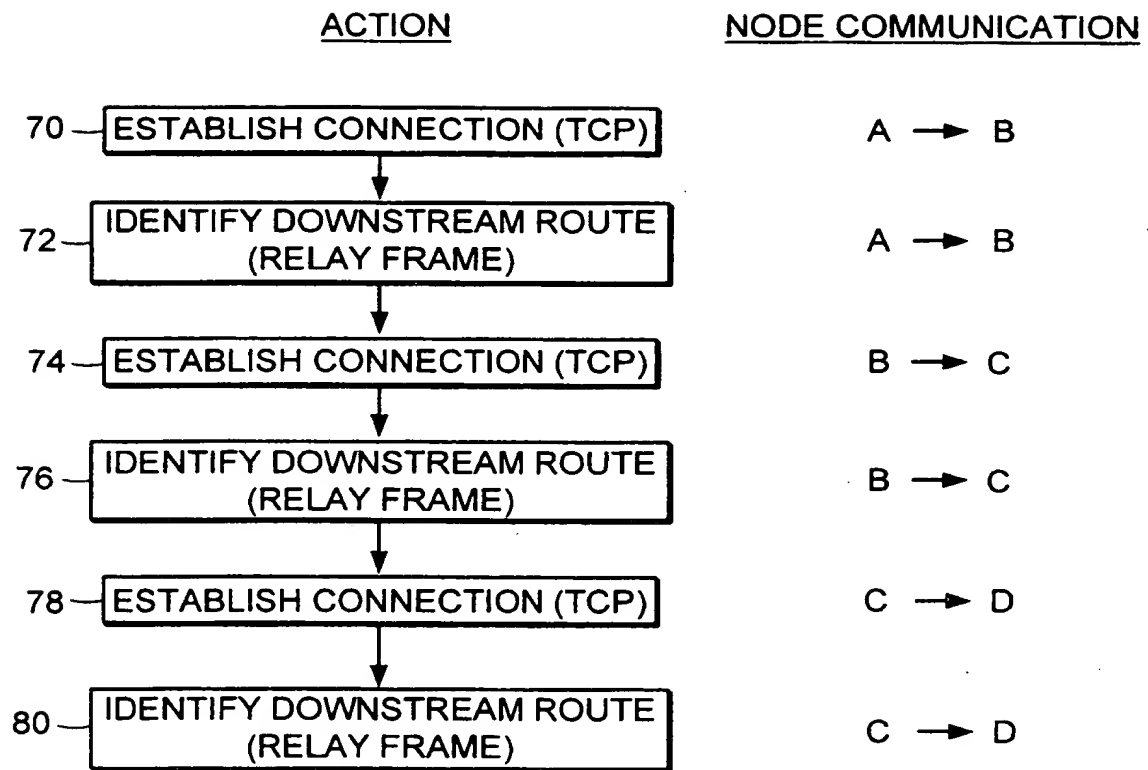 ACTION NODE COMMUNICATION
70 ESTABLISH CONNECTION (TCP) A → B
72 IDENTIFY DOWNSTREAM ROUTE
(RELAY FRAME) A → B
74 ESTABLISH CONNECTION (TCP) B → C
76 IDENTIFY DOWNSTREAM ROUTE
(RELAY FRAME) B → C
78 ESTABLISH CONNECTION (TCP) C → D
80 IDENTIFY DOWNSTREAM ROUTE
(RELAY FRAME) C → D